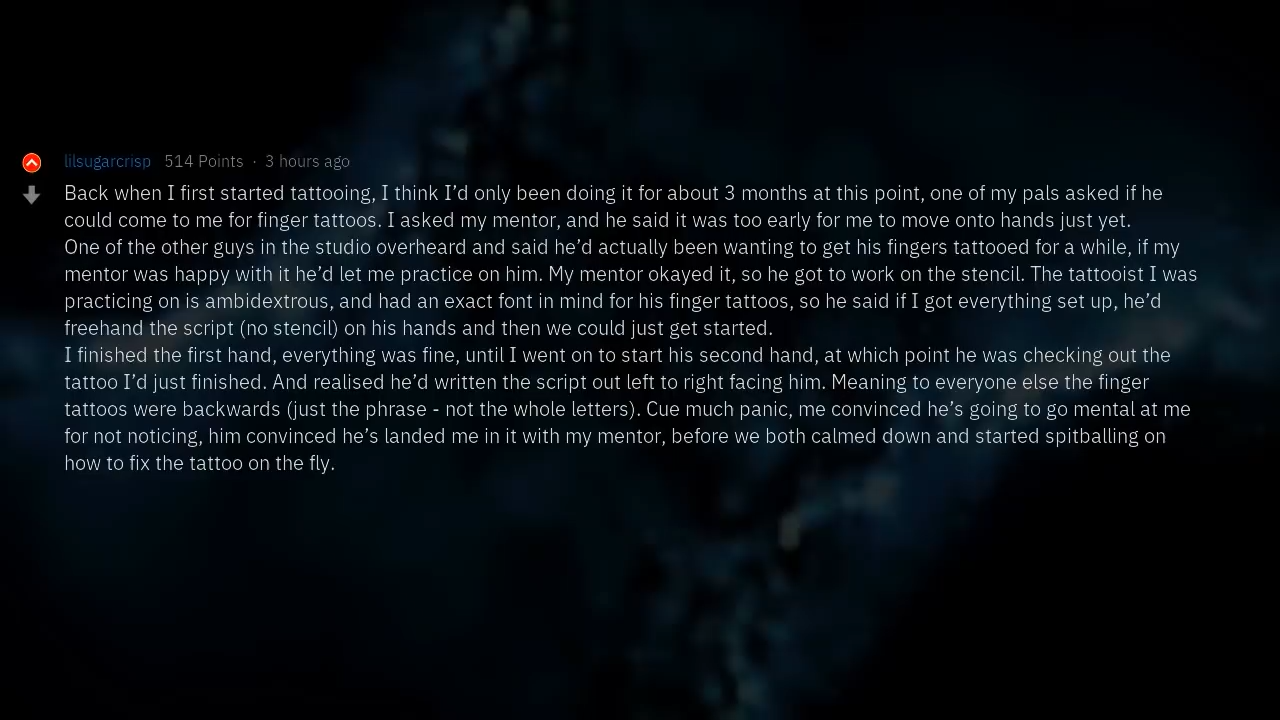 lilsugarcrisp 514 Points · 3 hours ago
Back when I first started tattooing, I think I’d only been doing it for about 3 months at this point, one of my pals asked if he
could come to me for finger tattoos. I asked my mentor, and he said it was too early for me to move onto hands just yet.
One of the other guys in the studio overheard and said he’d actually been wanting to get his fingers tattooed for a while, if my
mentor was happy with it he’d let me practice on him. My mentor okayed it, so he got to work on the stencil. The tattooist I was
practicing on is ambidextrous, and had an exact font in mind for his finger tattoos, so he said if I got everything set up, he’d
freehand the script (no stencil) on his hands and then we could just get started.
I finished the first hand, everything was fine, until I went on to start his second hand, at which point he was checking out the
tattoo I’d just finished. And realised he’d written the script out left to right facing him. Meaning to everyone else the finger
tattoos were backwards (just the phrase - not the whole letters). Cue much panic, me convinced he’s going to go mental at me
for not noticing, him convinced he’s landed me in it with my mentor, before we both calmed down and started spitballing on
how to fix the tattoo on the fly.